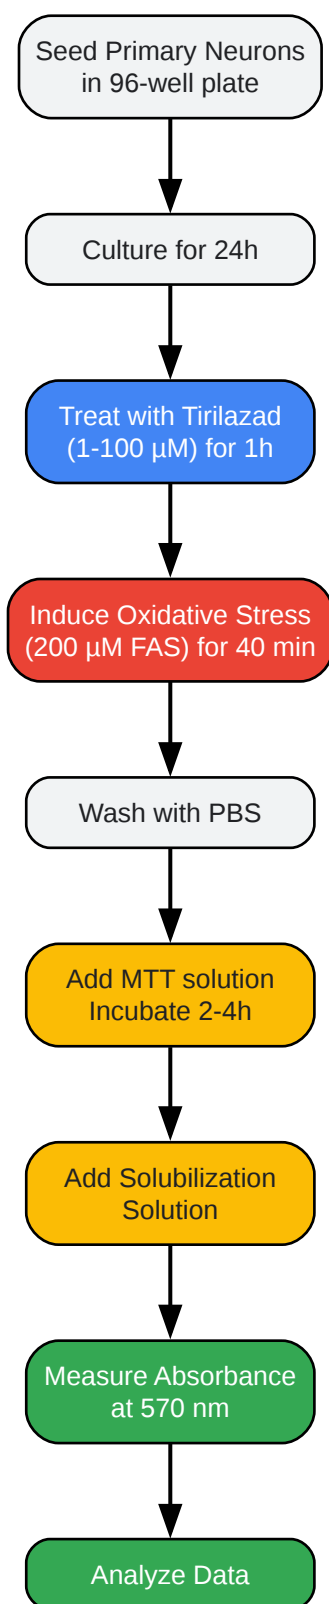 Seed Primary Neurons
in 96-well plate
Culture for 24h
Treat with Tirilazad
(1-100 µM) for 1h
Induce Oxidative Stress
(200 µM FAS) for 40 min
Wash with PBS
Add MTT solution
Incubate 2-4h
Add Solubilization
Solution
Measure Absorbance
at 570 nm
Analyze Data